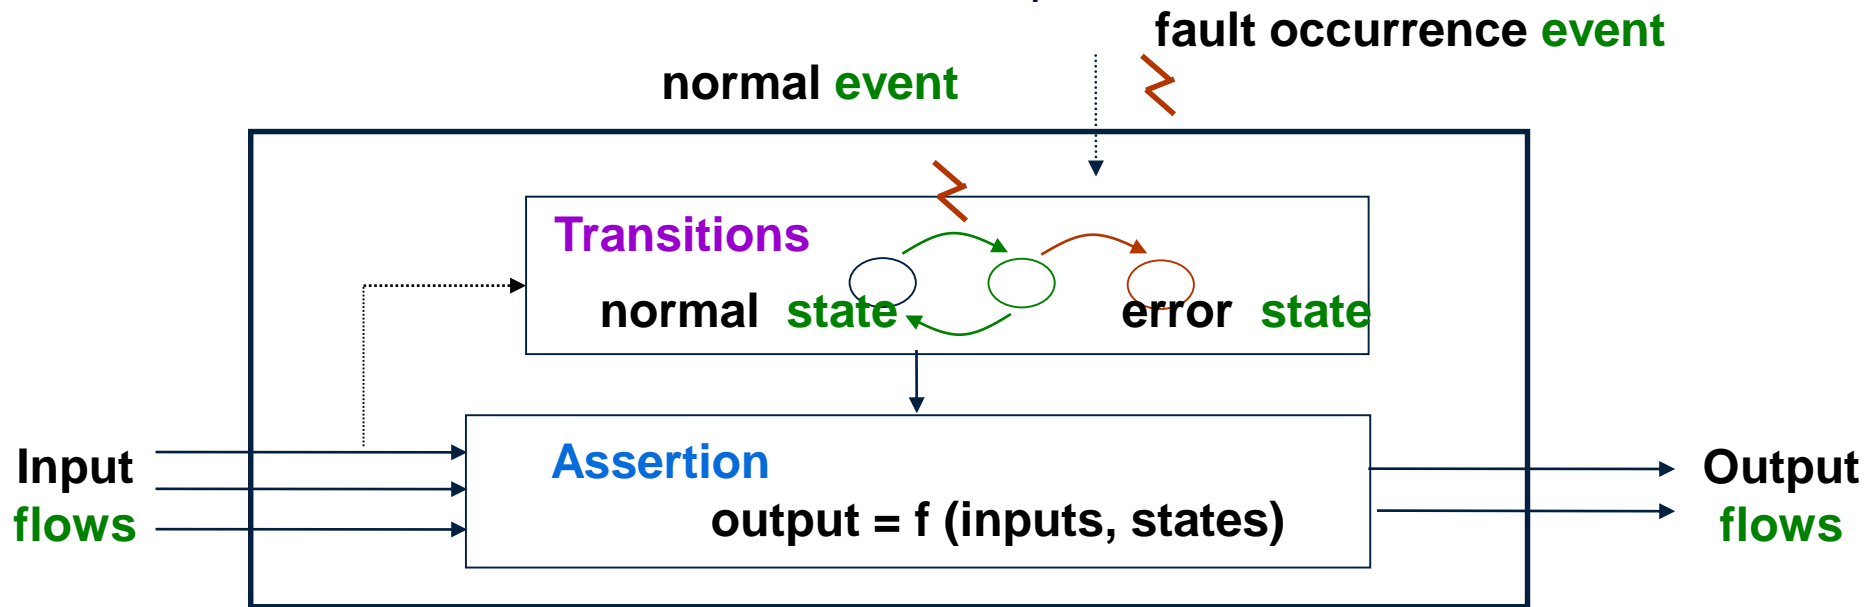 fault occurrence event
normal event
Transitions
normal state
error state
Input
flows
Assertion
output = f (inputs, states)
Output
flows